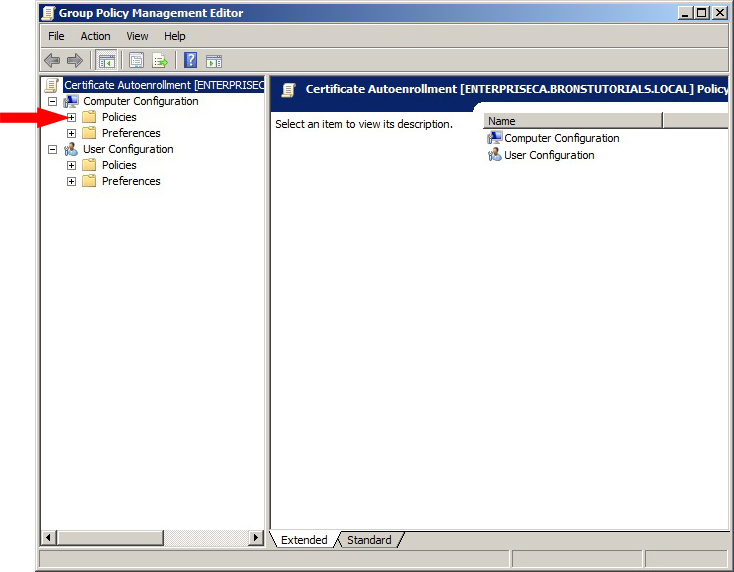 Group Policy Management Editor
File Action View Help
Certificate Autoenrollment [ENTERPRISEC
Computer Configuration
Policies
Preferences
User Configuration
Policies
Preferences
Certificate Autoenrollment [ENTERPRISECA.BRONSTUTORIALS.LOCAL] Policy
Select an item to view its description.
Name
Computer Configuration
User Configuration
Extended Standard